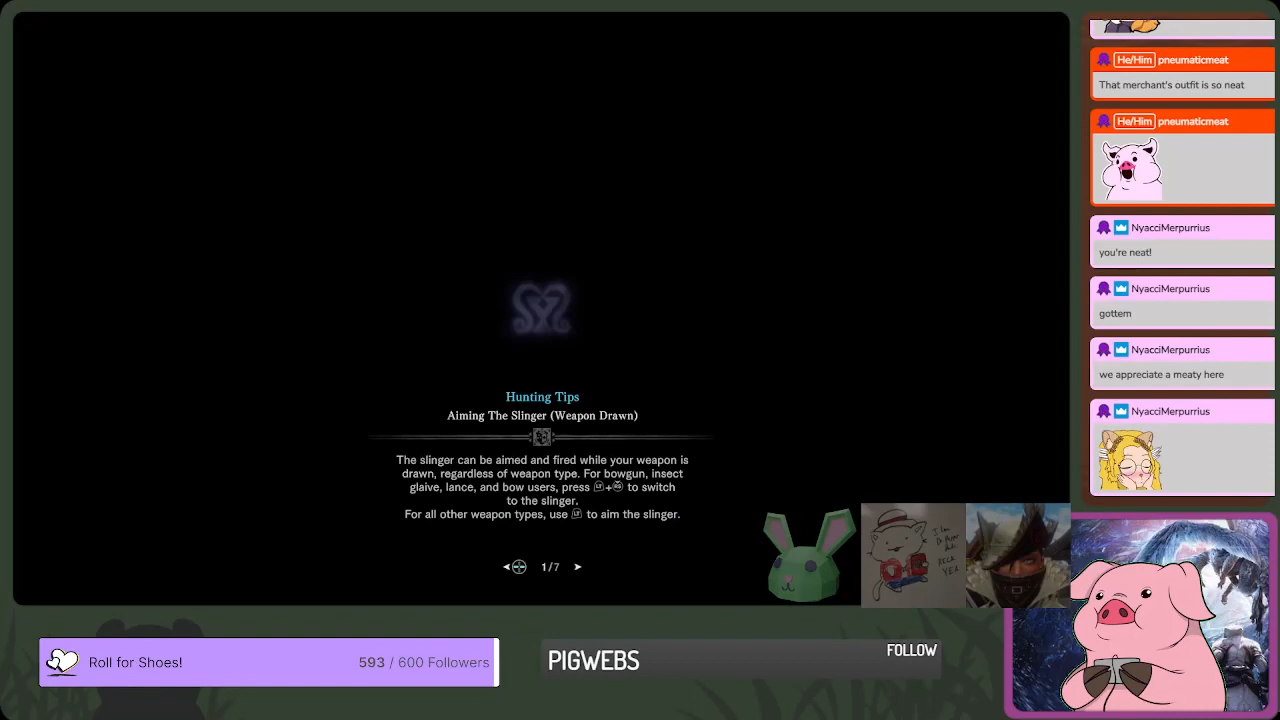 He/Him pneumaticmeat
That merchant's outfit is so neat
He/Him pneumaticmeat
NyacciMerpurrius
you're neat!
NyacciMerpurrius
gottem
NyacciMerpurrius
we appreciate a meaty here
NyacciMerpurrius
Hunting Tips
Aiming The Slinger (Weapon Drawn)
The slinger can be aimed and fired while your weapon is
drawn, regardless of weapon type. For bowgun, insect
glaive, lance, and bow users, press LT+RS to switch
to the slinger.
For all other weapon types, use LT to aim the slinger.
1/7
Roll for Shoes!
593 / 600 Followers
PIGWEBS
FOLLOW